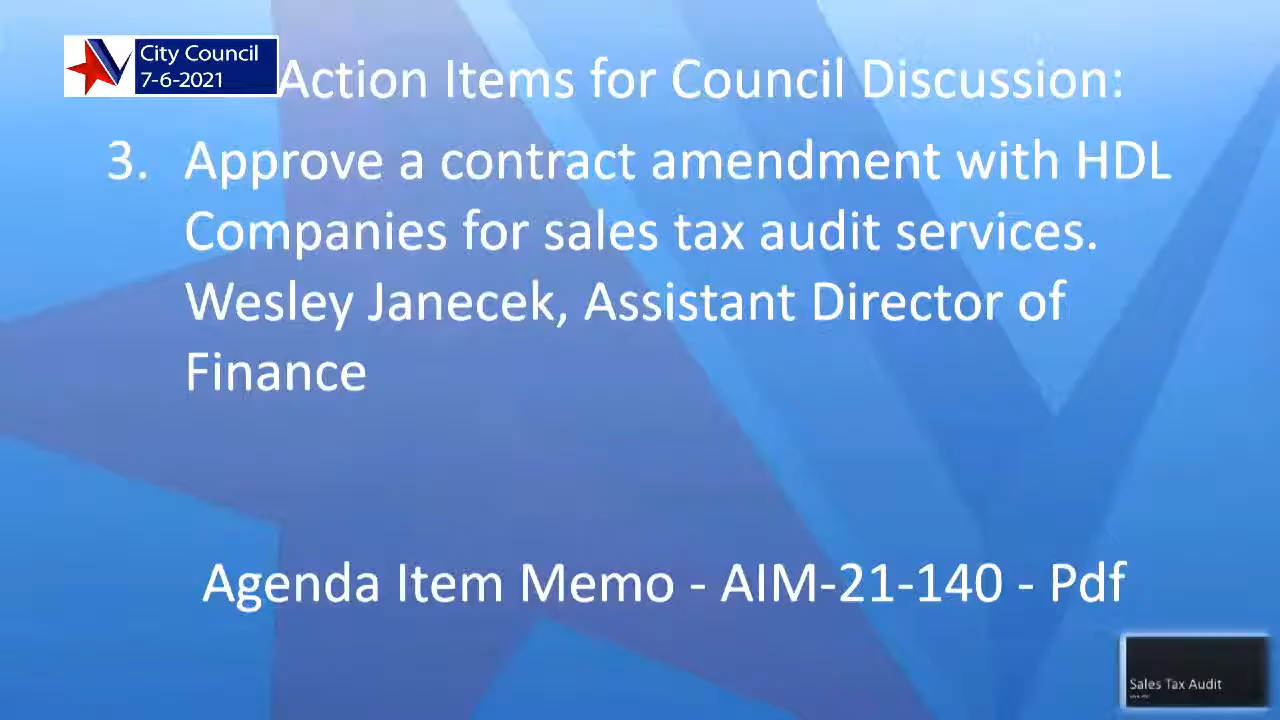 City Council
7-6-2021
Action Items for Council Discussion:
3. Approve a contract amendment with HDL
Companies for sales tax audit services.
Wesley Janecek, Assistant Director of
Finance
Agenda Item Memo - AIM-21-140 - Pdf
Sales Tax Audit